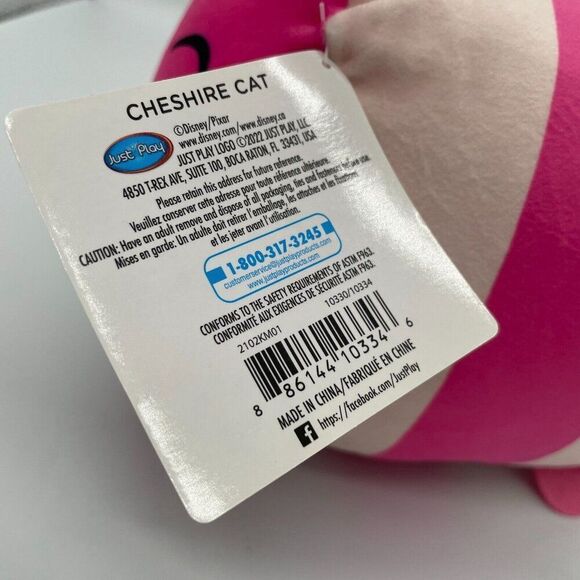 CHESHIRE CAT
Just Play
©Disney/Pixar
www.disney.com/www.disney.ca
JUST PLAY LOGO ©2022 JUST PLAY, LLC.
4850 T-REX AVE, SUITE 100, BOCA RATON, FL 33431, USA
Please retain this address for future reference.
Veuillez conserver cette adresse pour toute référence ultérieure.
CAUTION: Have an adult remove and dispose of all packaging, ties and fasteners before use.
Mises en garde: Un adulte doit retirer l'emballage, les attaches et les
et les jeter avant l'utilisation.
1-800-317-3245
customerservice@justplayproducts.com
www.justplayproducts.com
CONFORMS TO THE SAFETY REQUIREMENTS OF ASTM F963.
CONFORMITÉ AUX EXIGENCES DE SÉCURITÉ ASTM F963.
2102KM01 10330/10334
8 86144 10334 6
MADE IN CHINA/FABRIQUÉ EN CHINE
f https://facebook.com/JustPlay